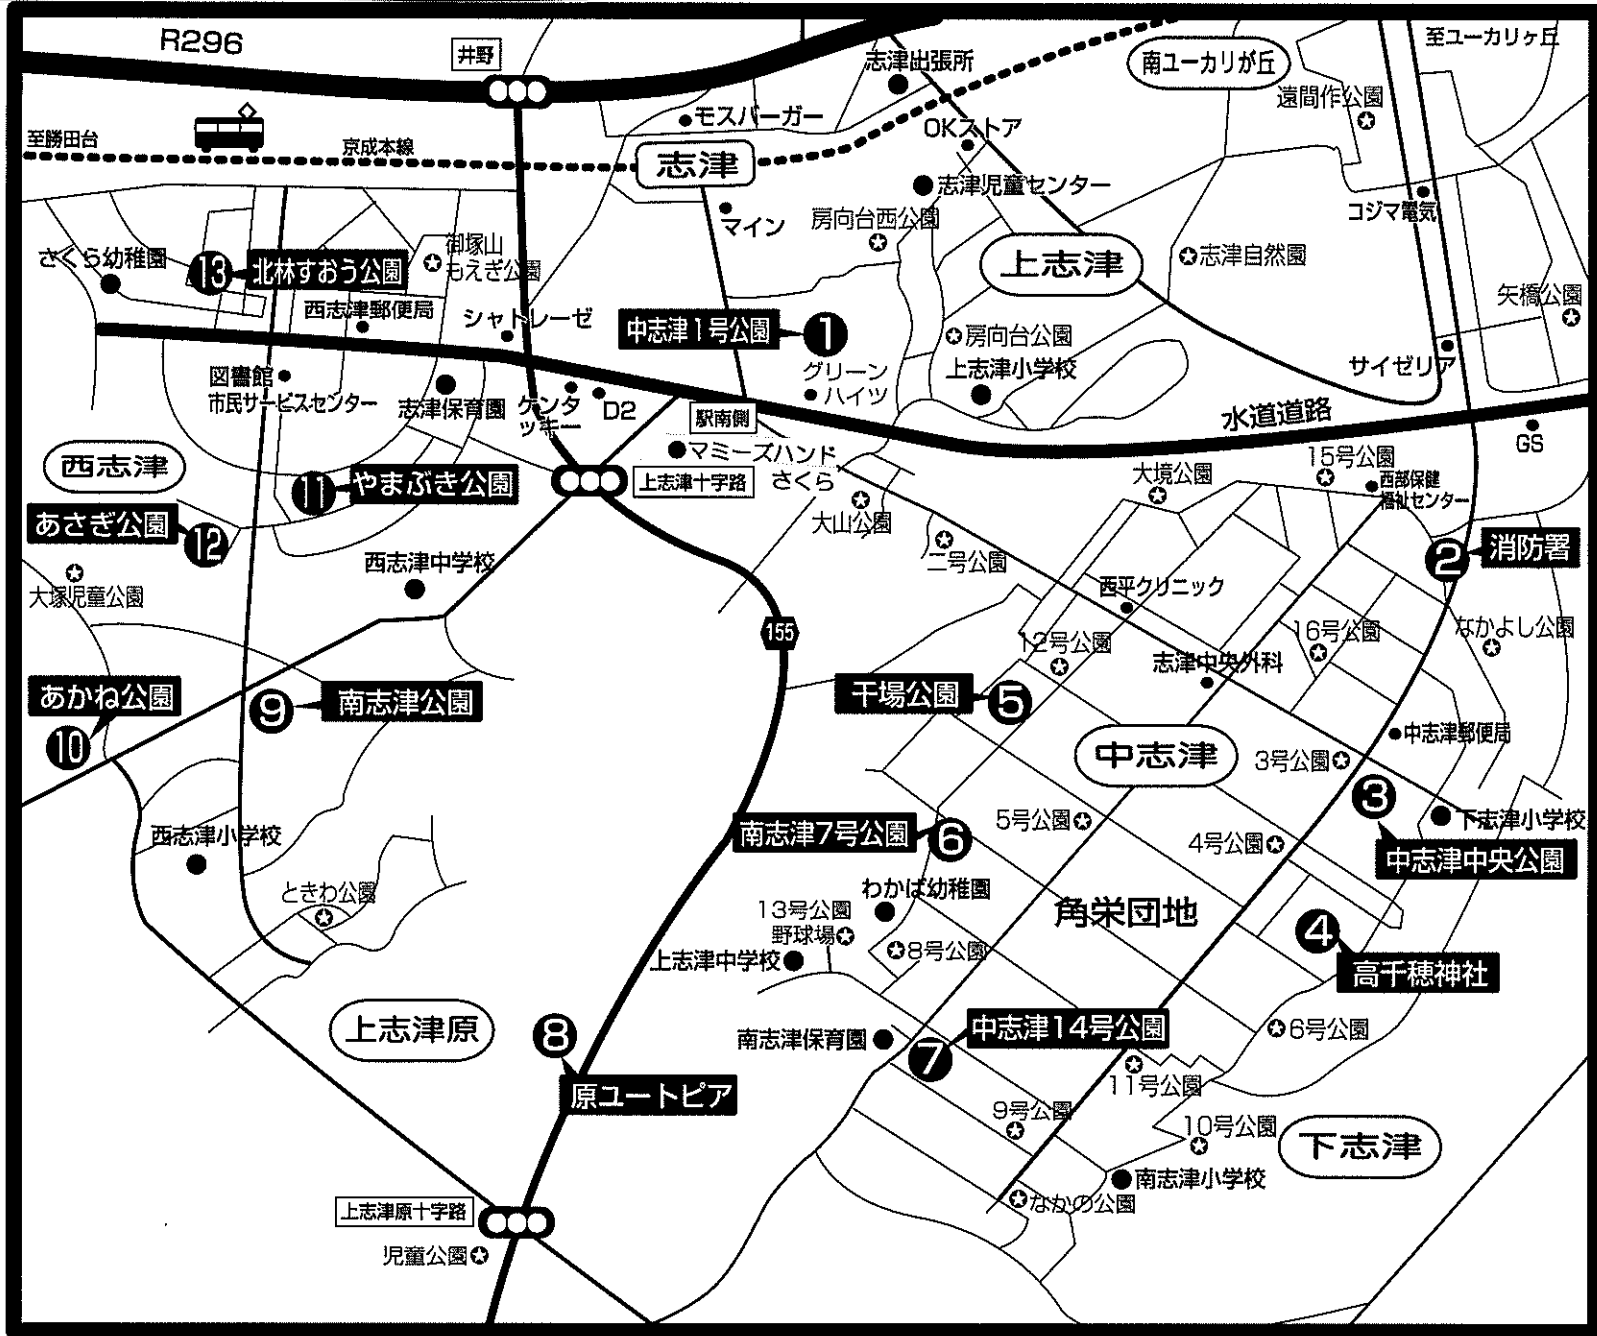 R296
井野
志津出張所
南ユーカリが丘
至ユーカリヶ丘
遠間作公園
モスバーガー
OKストア
至勝田台
京成本線
志津
志津児童センター
コジマ電気
マイン
房向台西公園
上志津
志津自然園
さくら幼稚園
13
北林すおう公園
御塚山
もえぎ公園
矢橋公園
西志津郵便局
シャトレーゼ
中志津1号公園
1
房向台公園
グリーン
ハイツ
上志津小学校
サイゼリア
図書館
市民サービスセンター
志津保育園
ケンタ
ッキー
D2
駅南側
水道道路
GS
西志津
マミーズハンド
さくら
上志津十字路
大境公園
15号公園
西部保健
福祉センター
11
やまぶき公園
あさぎ公園
12
大山公園
二号公園
2
消防署
西志津中学校
大塚児童公園
西平クリニック
155
12号公園
16号公園
なかよし公園
志津中央外科
あかね公園
10
9
南志津公園
干場公園
5
中志津
中志津郵便局
3号公園
3
下志津小学校
中志津中央公園
西志津小学校
南志津7号公園
6
5号公園
4号公園
ときわ公園
わかば幼稚園
13号公園
野球場
角栄団地
4
高千穂神社
上志津中学校
8号公園
上志津原
8
原ユートピア
南志津保育園
7
中志津14号公園
6号公園
11号公園
9号公園
10号公園
下志津
南志津小学校
なかの公園
上志津原十字路
児童公園